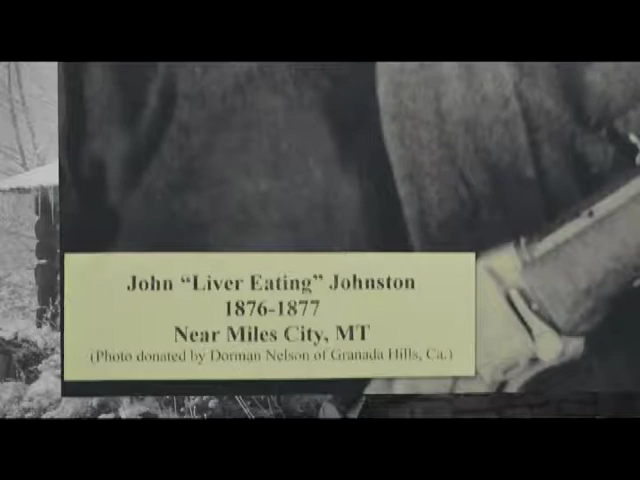 John “Liver Eating” Johnston
1876-1877
Near Miles City, MT
(Photo donated by Dorman Nelson of Granada Hills, Ca.)